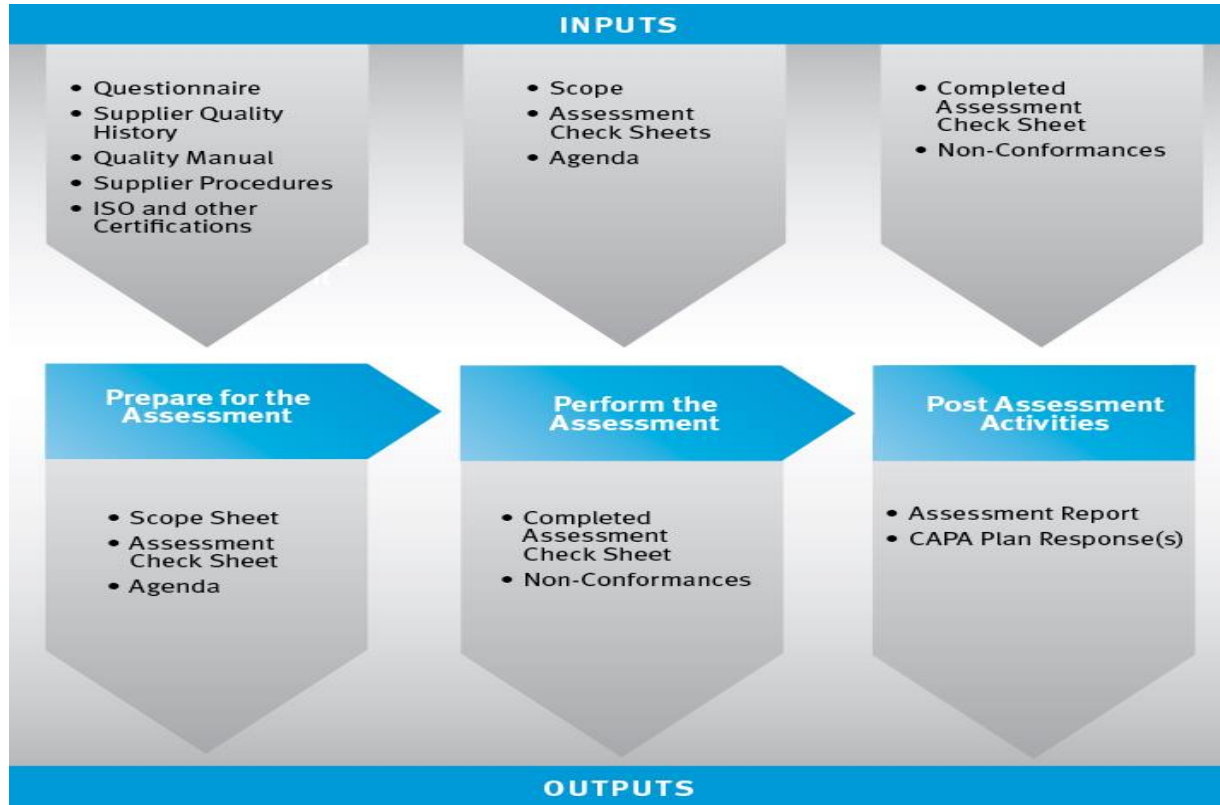 INPUTS
• Questionnaire
• Supplier Quality
History
• Quality Manual
• Supplier Procedures
• ISO and other
Certifications
• Scope
• Assessment
Check Sheets
• Agenda
• Completed
Assessment
Check Sheet
• Non-Conformances
Prepare for the
Assessment
Perform the
Assessment
Post Assessment
Activities
• Scope Sheet
• Assessment
Check Sheet
• Agenda
• Completed
Assessment
Check Sheet
• Non-Conformances
• Assessment Report
• CAPA Plan Response(s)
OUTPUTS